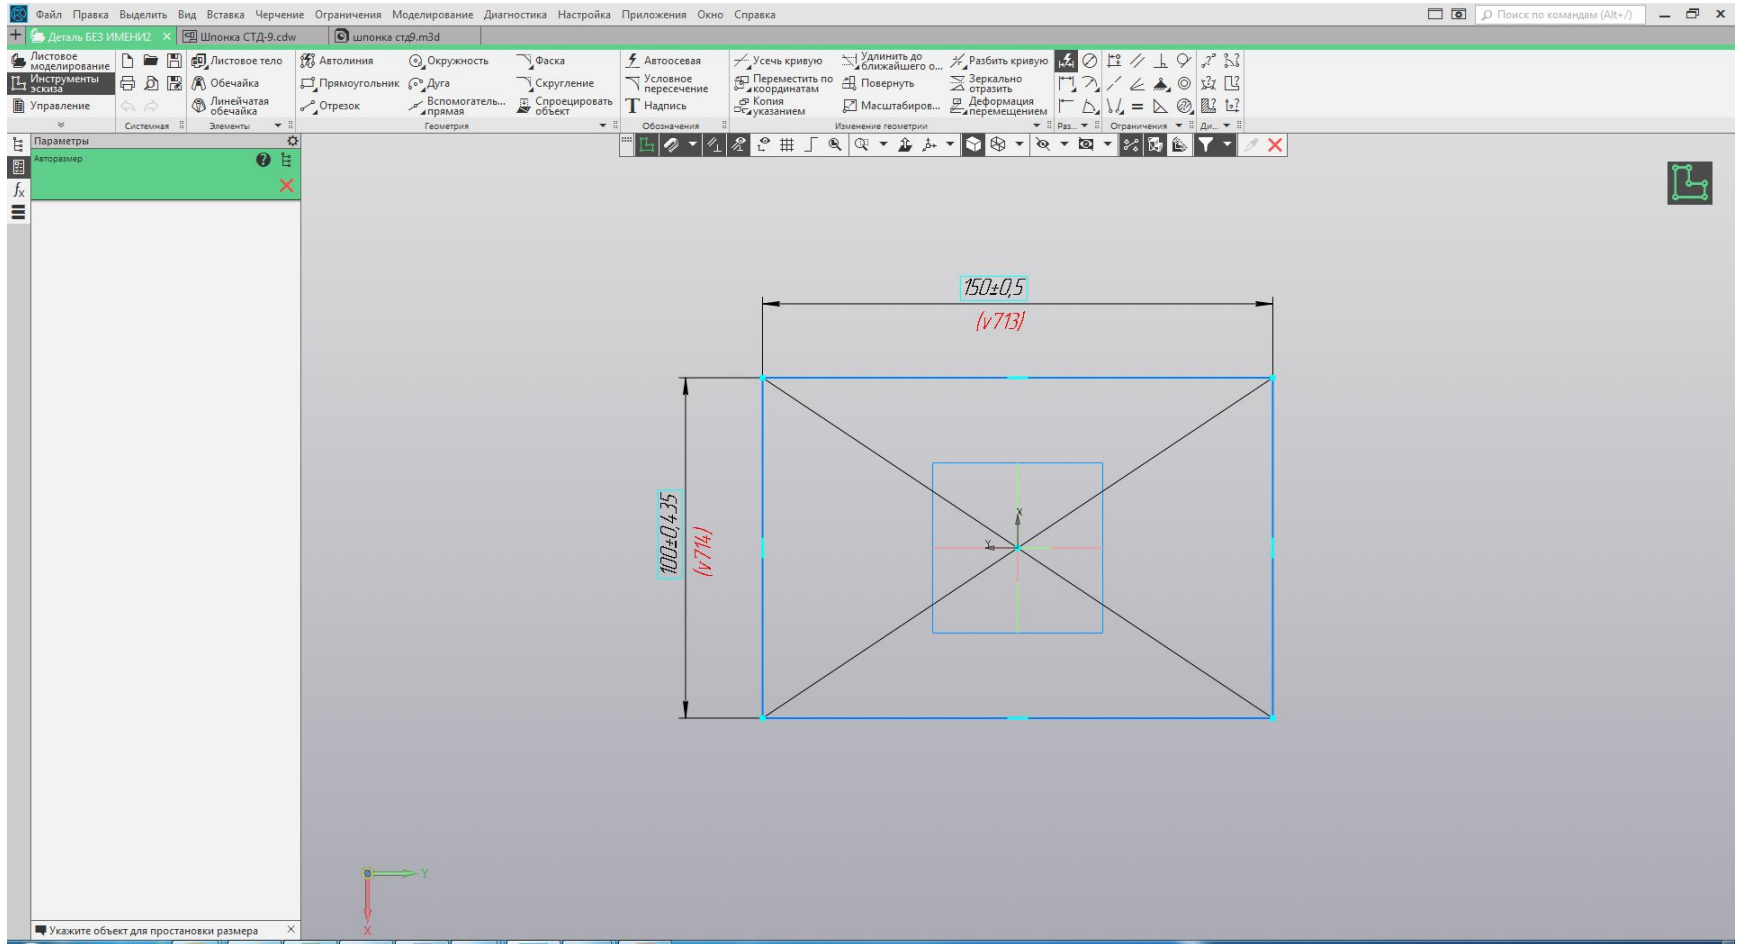 Файл Правка Выделить Вид Вставка Черчение Ограничения Моделирование Диагностика Настройка Приложения Окно Справка
Поиск по командам (Alt+/)
Деталь БЕЗ ИМЕНИ2
Шпонка СТД-9.cdw
шпонка стд9.m3d
Листовое
моделирование
Инструменты
эскиза
Управление
Системная
Листовое тело
Обечайка
Линейчатая
обечайка
Элементы
Автолиния
Прямоугольник
Отрезок
Окружность
Дуга
Вспомогатель...
прямая
Фаска
Скругление
Спроецировать
объект
Геометрия
Автоосевая
Условное
пересечение
Надпись
Обозначения
Усечь кривую
Переместить по
координатам
Копия
указанием
Удлинить до
ближайшего о...
Повернуть
Масштабиров...
Разбить кривую
Зеркально
отразить
Деформация
перемещением
Изменение геометрии
Раз...
Ограничения
Ди...
Параметры
Авторазмер
150±0,5
(v713)
100±0,435
(v714)
X
Y
Y
X
Укажите объект для простановки размера